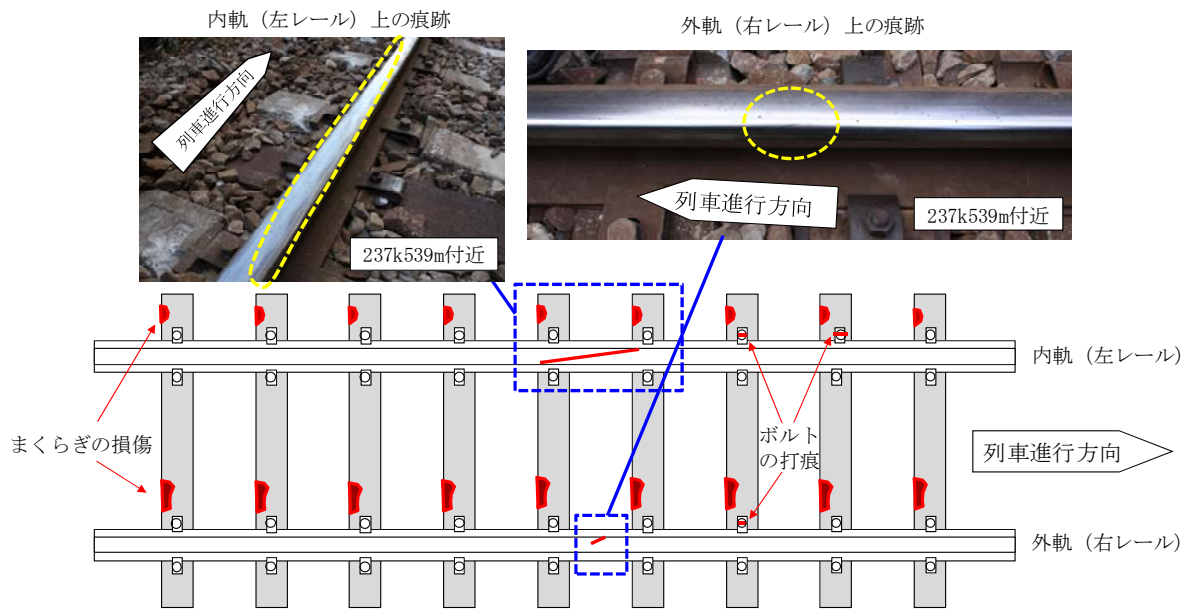 内軌（左レール）上の痕跡
外軌（右レール）上の痕跡
列車進行方向
237k539m付近
列車進行方向
237k539m付近
内軌（左レール）
まくらぎの損傷
ボルト
の打痕
列車進行方向
外軌（右レール）